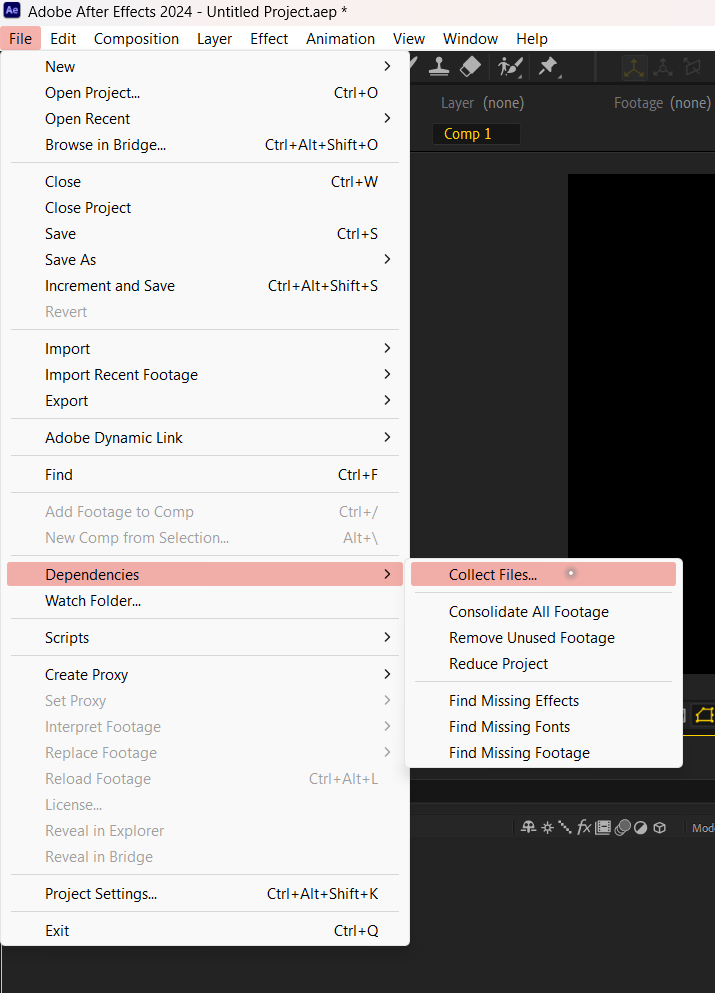 Ae Adobe After Effects 2024 - Untitled Project.aep *
File Edit Composition Layer Effect Animation View Window Help
New
Open Project... Ctrl+O
Open Recent
Browse in Bridge... Ctrl+Alt+Shift+O
Close Ctrl+W
Close Project
Save Ctrl+S
Save As
Increment and Save Ctrl+Alt+Shift+S
Revert
Import
Import Recent Footage
Export
Adobe Dynamic Link
Find Ctrl+F
Add Footage to Comp Ctrl+/
New Comp from Selection... Alt+\
Dependencies
Watch Folder...
Scripts
Create Proxy
Set Proxy
Interpret Footage
Replace Footage
Reload Footage Ctrl+Alt+L
License...
Reveal in Explorer
Reveal in Bridge
Project Settings... Ctrl+Alt+Shift+K
Exit Ctrl+Q
Collect Files...
Consolidate All Footage
Remove Unused Footage
Reduce Project
Find Missing Effects
Find Missing Fonts
Find Missing Footage
Layer (none) Footage (none)
Comp 1
fx Mod